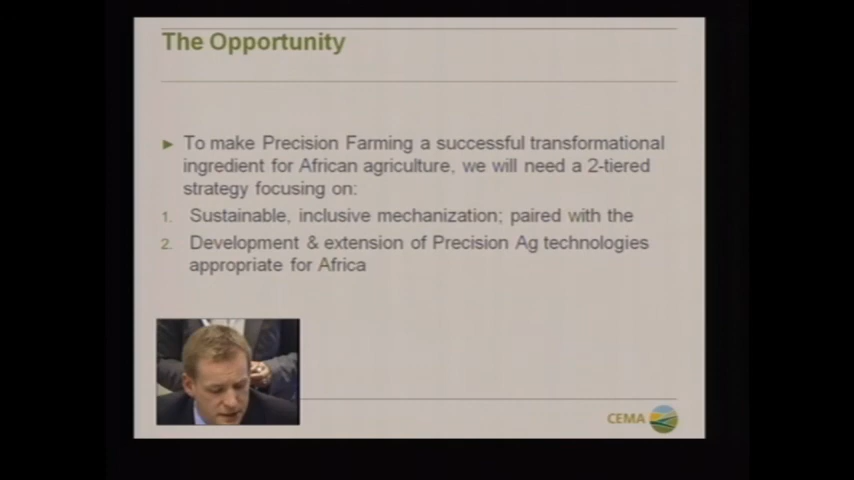 The Opportunity
► To make Precision Farming a successful transformational
ingredient for African agriculture, we will need a 2-tiered
strategy focusing on:
1. Sustainable, inclusive mechanization; paired with the
2. Development & extension of Precision Ag technologies
appropriate for Africa
CEMA